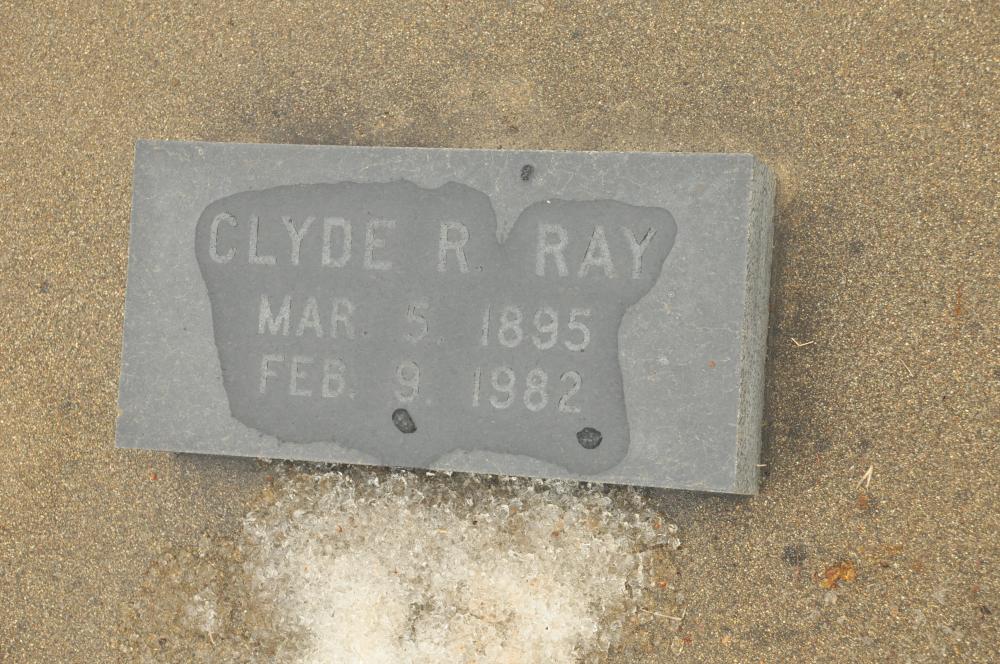 CLYDE R. RAY
MAR. 5. 1895
FEB. 9. 1982